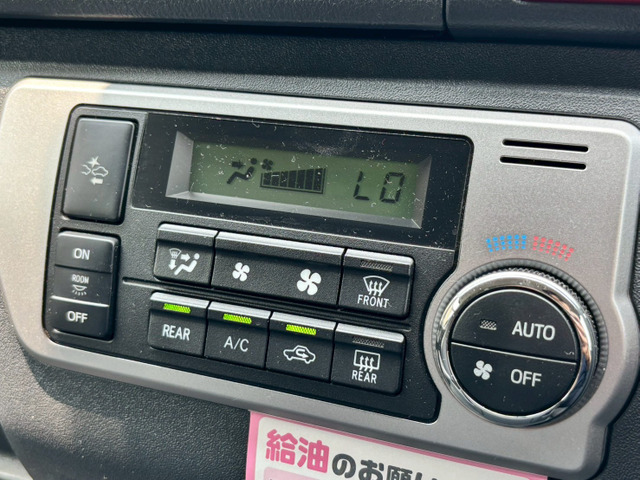 LO
ON
ROOM
OFF
FRONT
REAR
A/C
REAR
AUTO
OFF
給油のお願い